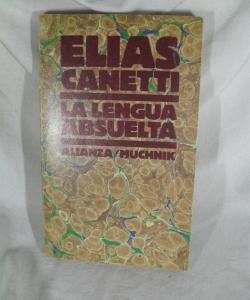 ELIAS
CANETTI
LA LENGUA
ABSUELTA
ALIANZA/MUCHNIK